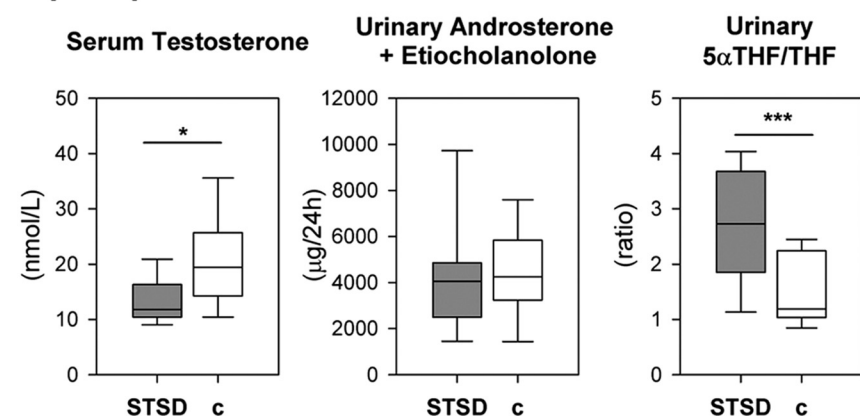 Serum Testosterone
50
40
30
20
10
0
(nmol/L)
*
STSD c
Urinary Androsterone
+ Etiocholanolone
12000
10000
8000
6000
4000
2000
0
(µg/24h)
STSD c
Urinary
5αTHF/THF
5
4
3
2
1
0
(ratio)
***
STSD c